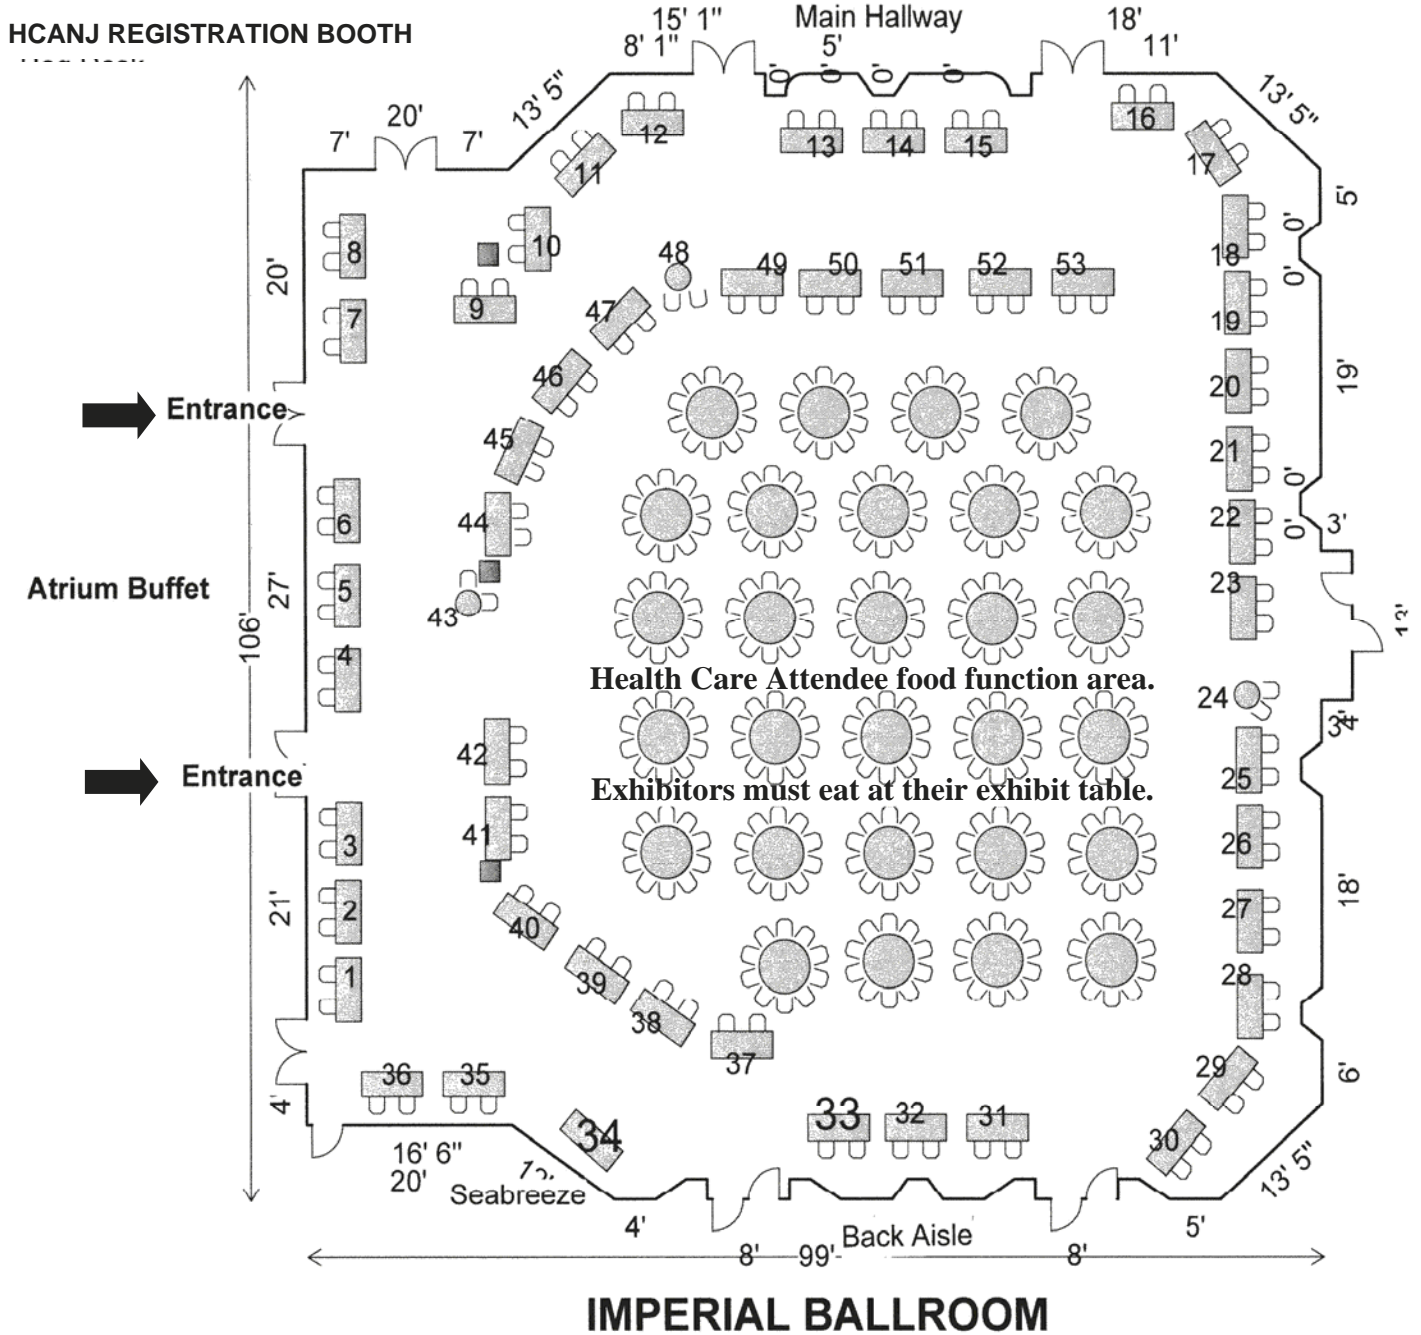 HCANJ REGISTRATION BOOTH
15' 1" Main Hallway 18'
8' 1" 5' 11'
0' 0' 0' 0'
13' 5" 13' 5"
20'
7' 7'
12 13 14 15 16
11 17
5'
8 10 18 0'
20' 9 48 49 50 51 52 53 0'
7 47 19
46 20 19'
Entrance
45 21
0'
6 44 22 0' 3'
Atrium Buffet 27' 5 23
106' 43 13'
4
Health Care Attendee food function area.
24
3' 4'
42 25
Entrance
Exhibitors must eat at their exhibit table.
3 41 26
21' 2 40 27 18'
1 39 28
38
37
36 35 29 6'
4'
33 32 31
34 30
16' 6" 13' 5"
20'
Seabreeze
4' Back Aisle 5'
8' 99' 8'
IMPERIAL BALLROOM